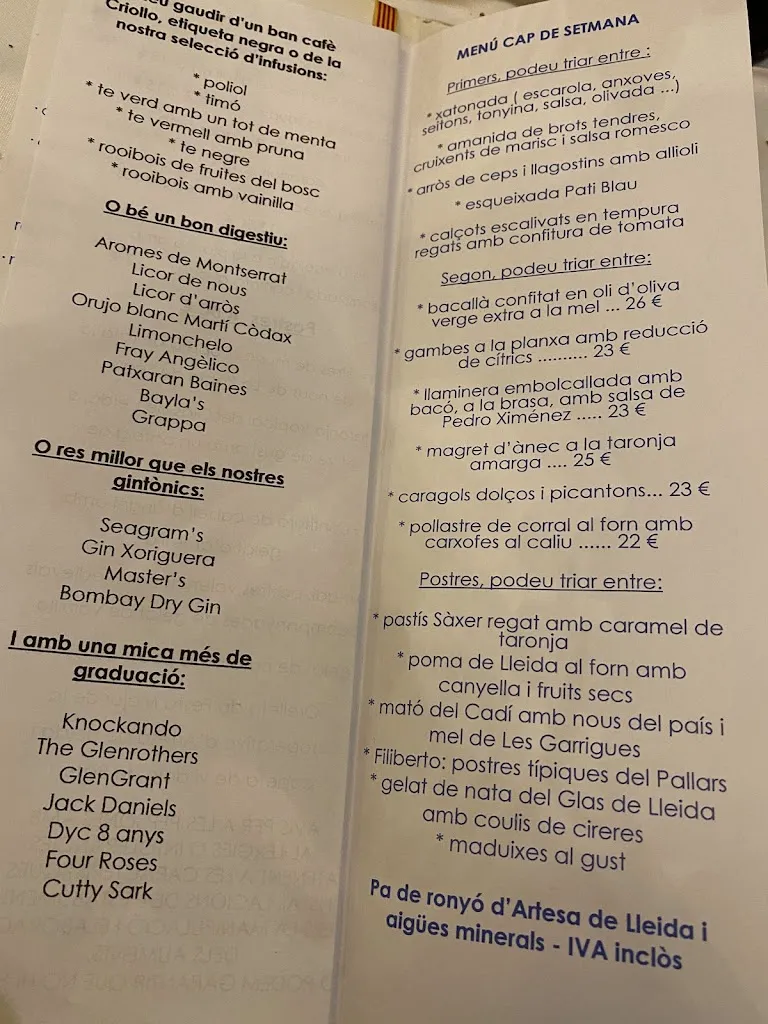 gaudir d'un ban cafè
Criollo, etiqueta negra o de la
nostra selecció d'infusions:
* poliol
* timó
* te verd amb un tot de menta
* te vermell amb pruna
* te negre
* rooibois de fruites del bosc
* rooibois amb vainilla
O bé un bon digestiu:
Aromes de Montserrat
Licor de nous
Licor d'arròs
Orujo blanc Martí Còdax
Limonchelo
Fray Angèlico
Patxaran Baines
Bayla's
Grappa
O res millor que els nostres
gintònics:
Seagram's
Gin Xoriguera
Master's
Bombay Dry Gin
I amb una mica més de
graduació:
Knockando
The Glenrothers
GlenGrant
Jack Daniels
Dyc 8 anys
Four Roses
Cutty Sark
MENÚ CAP DE SETMANA
Primers, podeu triar entre :
* xatonada ( escarola, anxoves,
seitons, tonyina, salsa, olivada ...)
* amanida de brots tendres,
cruixents de marisc i salsa romesco
* arròs de ceps i llagostins amb allioli
* esqueixada Pati Blau
* calçots escalivats en tempura
regats amb confitura de tomata
Segon, podeu triar entre:
* bacallà confitat en oli d'oliva
verge extra a la mel ... 26 €
* gambes a la planxa amb reducció
de cítrics .......... 23 €
* llaminera embolcallada amb
bacó, a la brasa, amb salsa de
Pedro Ximénez ..... 23 €
* magret d'ànec a la taronja
amarga .... 25 €
* caragols dolços i picantons... 23 €
* pollastre de corral al forn amb
carxofes al caliu ...... 22 €
Postres, podeu triar entre:
* pastís Sàxer regat amb caramel de
taronja
* poma de Lleida al forn amb
canyella i fruits secs
* mató del Cadí amb nous del país i
mel de Les Garrigues
* Filiberto: postres típiques del Pallars
* gelat de nata del Glas de Lleida
amb coulis de cireres
* maduixes al gust
Pa de ronyó d'Artesa de Lleida i
aigües minerals - IVA inclòs